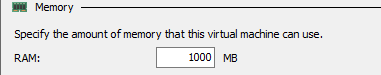 Memory
Specify the amount of memory that this virtual machine can use.
RAM: 1000 MB